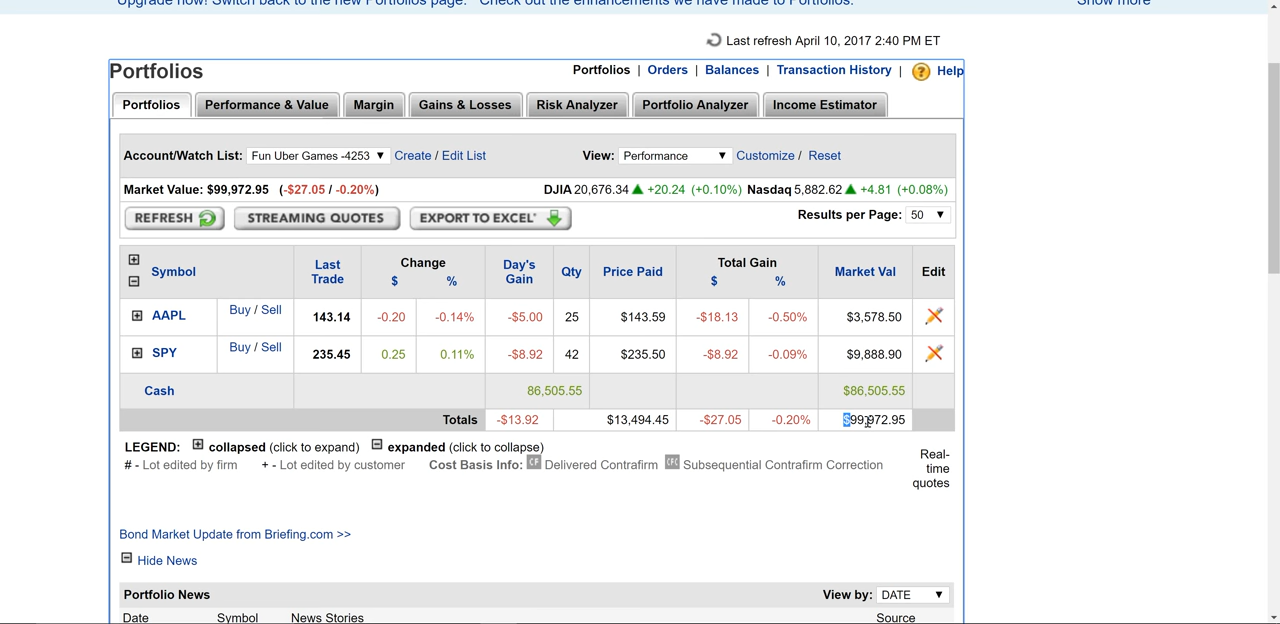 Upgrade now! Switch back to the new Portfolios page. Check out the enhancements we have made to Portfolios. Show more
Last refresh April 10, 2017 2:40 PM ET
Portfolios
Portfolios | Orders | Balances | Transaction History | ? Help
Portfolios Performance & Value Margin Gains & Losses Risk Analyzer Portfolio Analyzer Income Estimator
Account/Watch List: Fun Uber Games -4253 ▼ Create / Edit List View: Performance ▼ Customize / Reset
Market Value: $99,972.95 (-$27.05 / -0.20%) DJIA 20,676.34 ▲ +20.24 (+0.10%) Nasdaq 5,882.62 ▲ +4.81 (+0.08%)
REFRESH STREAMING QUOTES EXPORT TO EXCEL* Results per Page: 50 ▼
Symbol Last Trade Change $ % Day's Gain Qty Price Paid Total Gain $ % Market Val Edit
AAPL Buy / Sell 143.14 -0.20 -0.14% -$5.00 25 $143.59 -$18.13 -0.50% $3,578.50
SPY Buy / Sell 235.45 0.25 0.11% -$8.92 42 $235.50 -$8.92 -0.09% $9,888.90
Cash 86,505.55 $86,505.55
Totals -$13.92 $13,494.45 -$27.05 -0.20% $99,972.95
LEGEND: collapsed (click to expand) expanded (click to collapse)
# - Lot edited by firm + - Lot edited by customer Cost Basis Info: CF Delivered Contrafirm CFC Subsequential Contrafirm Correction
Real-
time
quotes
Bond Market Update from Briefing.com >>
Hide News
Portfolio News View by: DATE ▼
Date Symbol News Stories Source